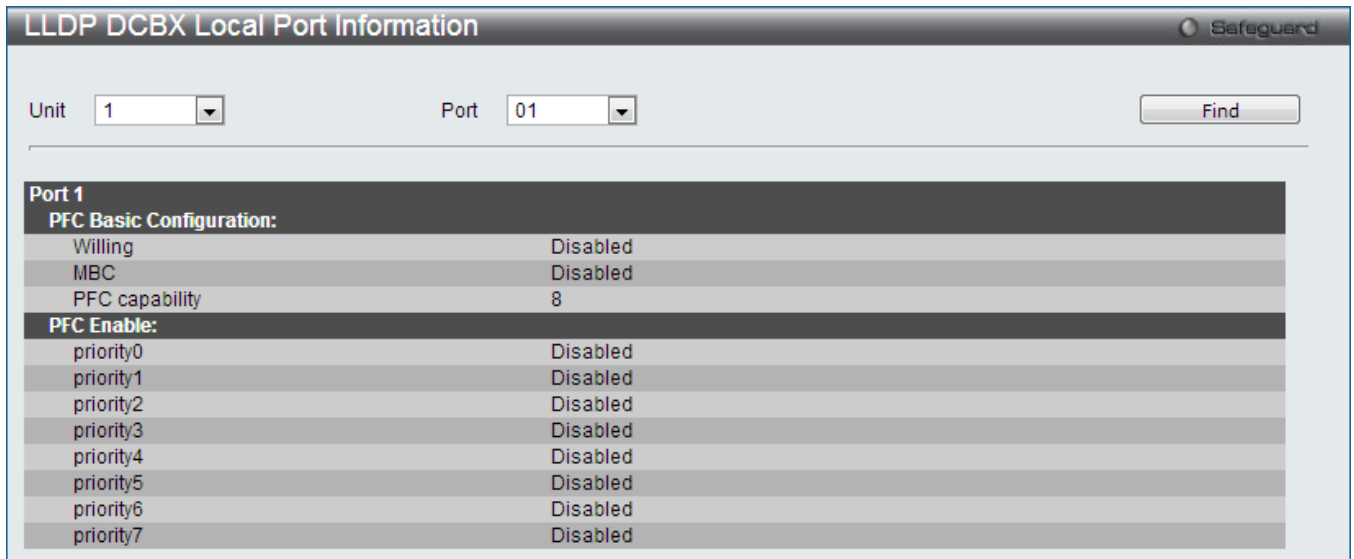 LLDP DCBX Local Port Information Safeguard
Unit 1 Port 01 Find
Port 1
PFC Basic Configuration:
Willing Disabled
MBC Disabled
PFC capability 8
PFC Enable:
priority0 Disabled
priority1 Disabled
priority2 Disabled
priority3 Disabled
priority4 Disabled
priority5 Disabled
priority6 Disabled
priority7 Disabled